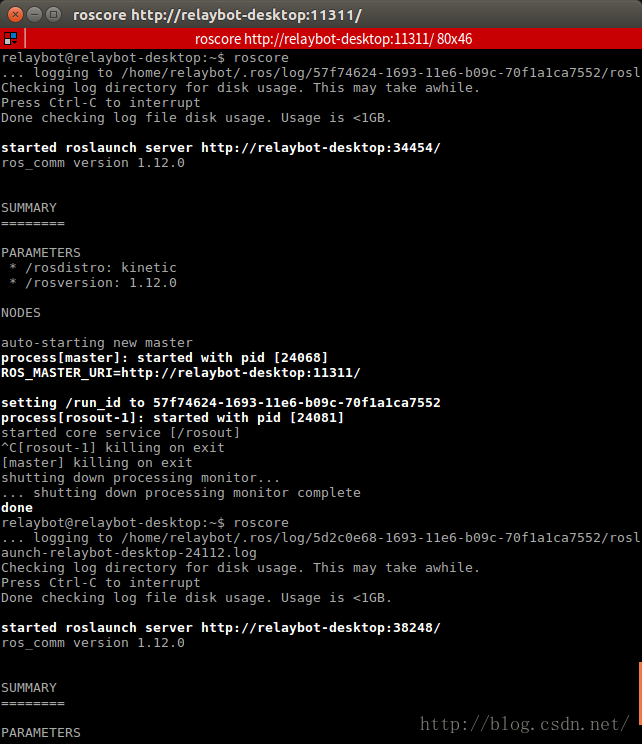 roscore http://relaybot-desktop:11311/
roscore http://relaybot-desktop:11311/ 80x46
relaybot@relaybot-desktop:~$ roscore
... logging to /home/relaybot/.ros/log/57f74624-1693-11e6-b09c-70f1a1ca7552/rosl
Checking log directory for disk usage. This may take awhile.
Press Ctrl-C to interrupt
Done checking log file disk usage. Usage is <1GB.
started roslaunch server http://relaybot-desktop:34454/
ros_comm version 1.12.0
SUMMARY
========
PARAMETERS
* /rosdistro: kinetic
* /rosversion: 1.12.0
NODES
auto-starting new master
process[master]: started with pid [24068]
ROS_MASTER_URI=http://relaybot-desktop:11311/
setting /run_id to 57f74624-1693-11e6-b09c-70f1a1ca7552
process[rosout-1]: started with pid [24081]
started core service [/rosout]
^C[rosout-1] killing on exit
[master] killing on exit
shutting down processing monitor...
... shutting down processing monitor complete
done
relaybot@relaybot-desktop:~$ roscore
... logging to /home/relaybot/.ros/log/5d2c0e68-1693-11e6-b09c-70f1a1ca7552/rosl
aunch-relaybot-desktop-24112.log
Checking log directory for disk usage. This may take awhile.
Press Ctrl-C to interrupt
Done checking log file disk usage. Usage is <1GB.
started roslaunch server http://relaybot-desktop:38248/
ros_comm version 1.12.0
SUMMARY
========
PARAMETERS
http://blog.csdn.net/